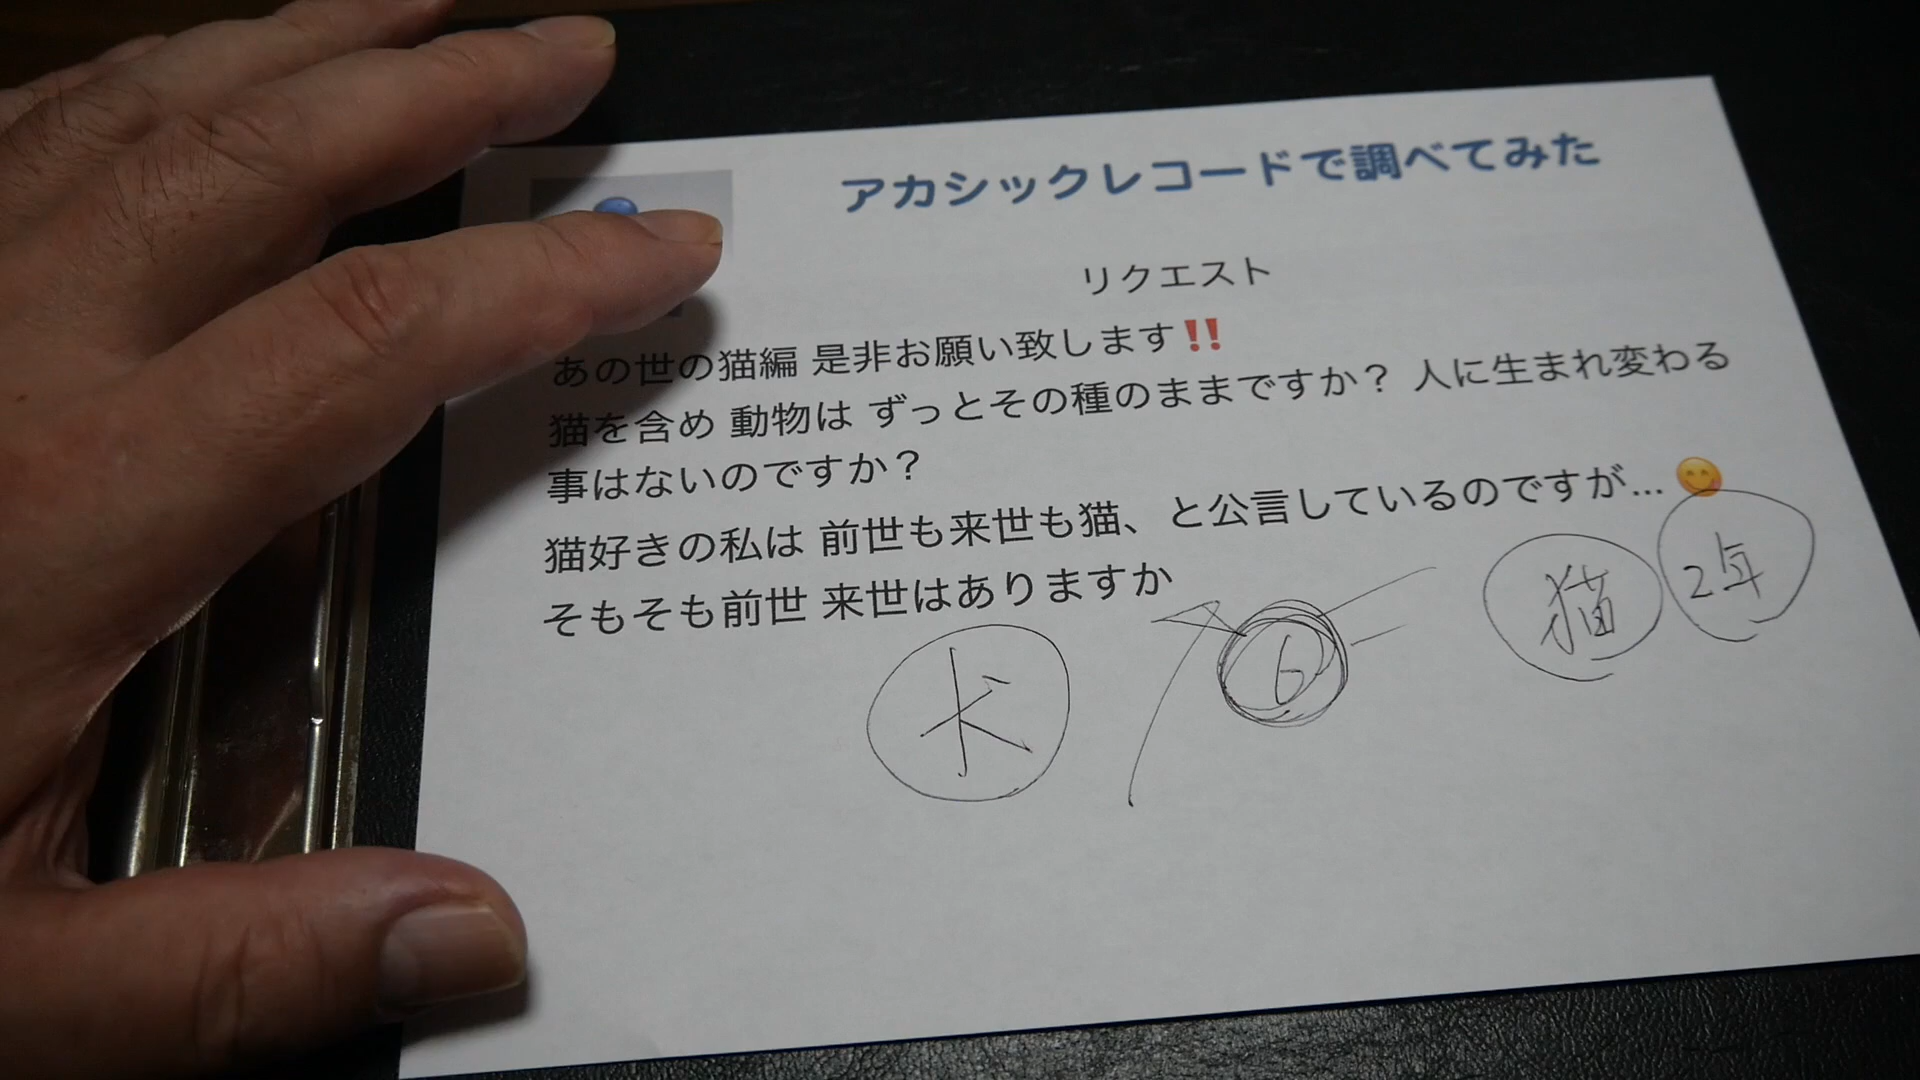 アカシックレコードで調べてみた
リクエスト
あの世の猫編 是非お願い致します‼️
猫を含め 動物は ずっとその種のままですか? 人に生まれ変わる
事はないのですか?
猫好きの私は 前世も来世も猫、と公言しているのですが...😋
そもそも前世 来世はありますか
猫 2年
6
犬